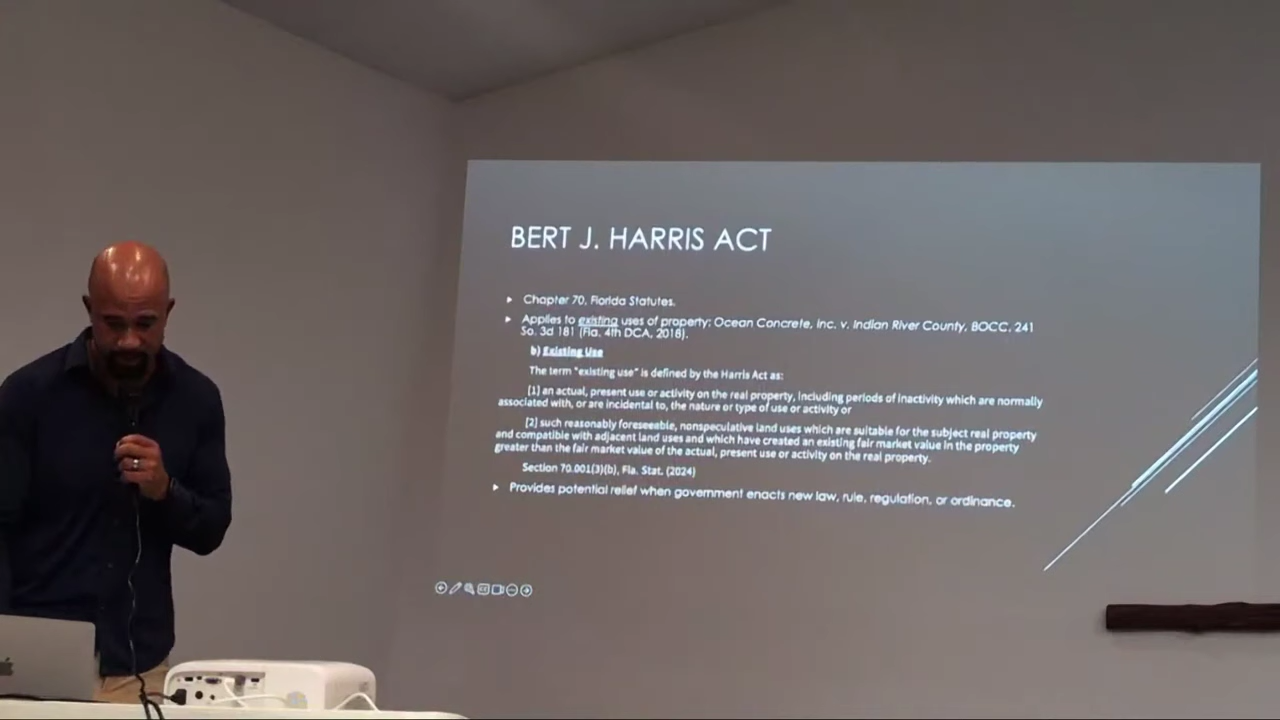 BERT J. HARRIS ACT
Chapter 70, Florida Statutes.
Applies to existing uses of property; Ocean Concrete, Inc. v. Indian River County, BOCC, 241
So. 3d 181 (Fla. 4th DCA, 2018).
b) Existing Use
The term "existing use" is defined by the Harris Act as:
[1] an actual, present use or activity on the real property, including periods of inactivity which are normally
associated with, or are incidental to, the nature or type of use or activity or
[2] such reasonably foreseeable, nonspeculative land uses which are suitable for the subject real property
and compatible with adjacent land uses and which have created an existing fair market value in the property
greater than the fair market value of the actual, present use or activity on the real property.
Section 70.001(3)(b), Fla. Stat. (2024)
Provides potential relief when government enacts new law, rule, regulation, or ordinance.